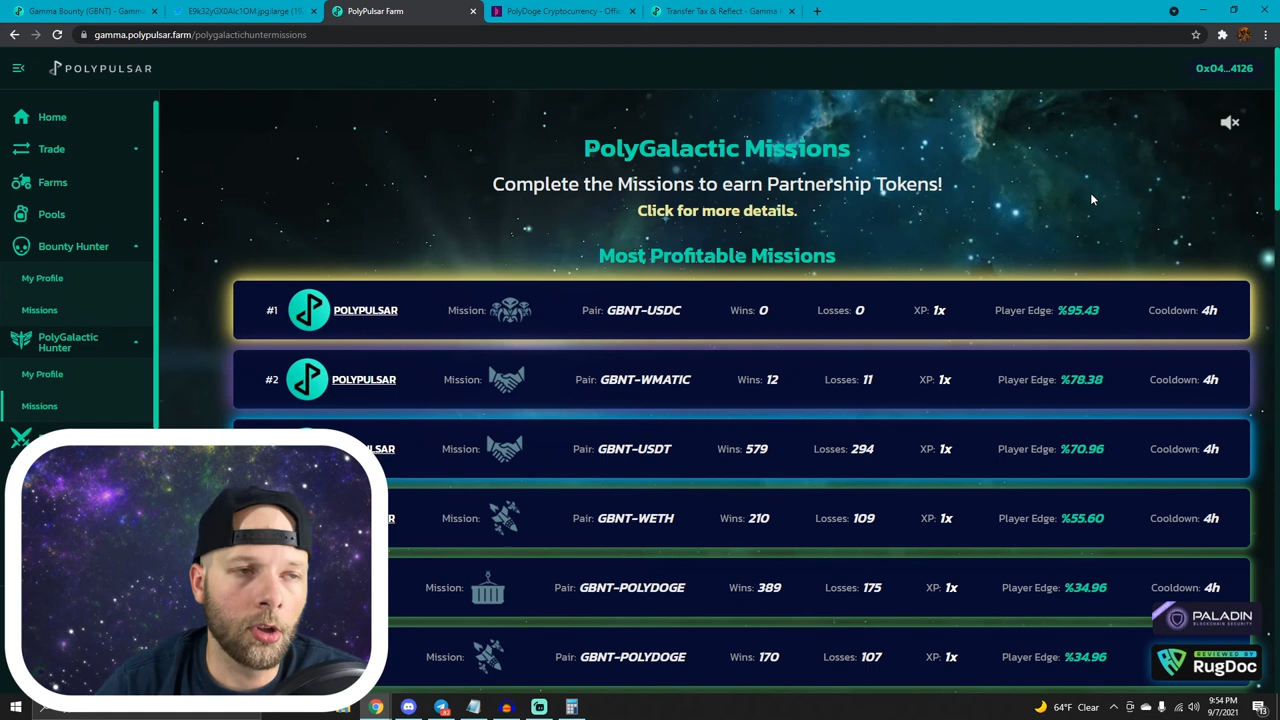 Gamma Bounty (GBNT) - Gamma
E9k32yGX0AIc1OM.jpg:large (19
PolyPulsar Farm
PolyDoge Cryptocurrency - Offic
Transfer Tax & Reflect - Gamma P
gamma.polypulsar.farm/polygalactichuntermissions
POLYPULSAR
0x04...4126
Home
Trade
Farms
Pools
Bounty Hunter
My Profile
Missions
PolyGalactic
Hunter
My Profile
Missions
PolyGalactic Missions
Complete the Missions to earn Partnership Tokens!
Click for more details.
Most Profitable Missions
#1 POLYPULSAR Mission: Pair: GBNT-USDC Wins: 0 Losses: 0 XP: 1x Player Edge: %95.43 Cooldown: 4h
#2 POLYPULSAR Mission: Pair: GBNT-WMATIC Wins: 12 Losses: 11 XP: 1x Player Edge: %78.38 Cooldown: 4h
PULSAR Mission: Pair: GBNT-USDT Wins: 579 Losses: 294 XP: 1x Player Edge: %70.96 Cooldown: 4h
R Mission: Pair: GBNT-WETH Wins: 210 Losses: 109 XP: 1x Player Edge: %55.60 Cooldown: 4h
Mission: Pair: GBNT-POLYDOGE Wins: 389 Losses: 175 XP: 1x Player Edge: %34.96 Cooldown: 4h
Mission: Pair: GBNT-POLYDOGE Wins: 170 Losses: 107 XP: 1x Player Edge: %34.96
PALADIN
BLOCKCHAIN SECURITY
REVIEWED BY
RugDoc
64°F Clear
9:54 PM
9/7/2021